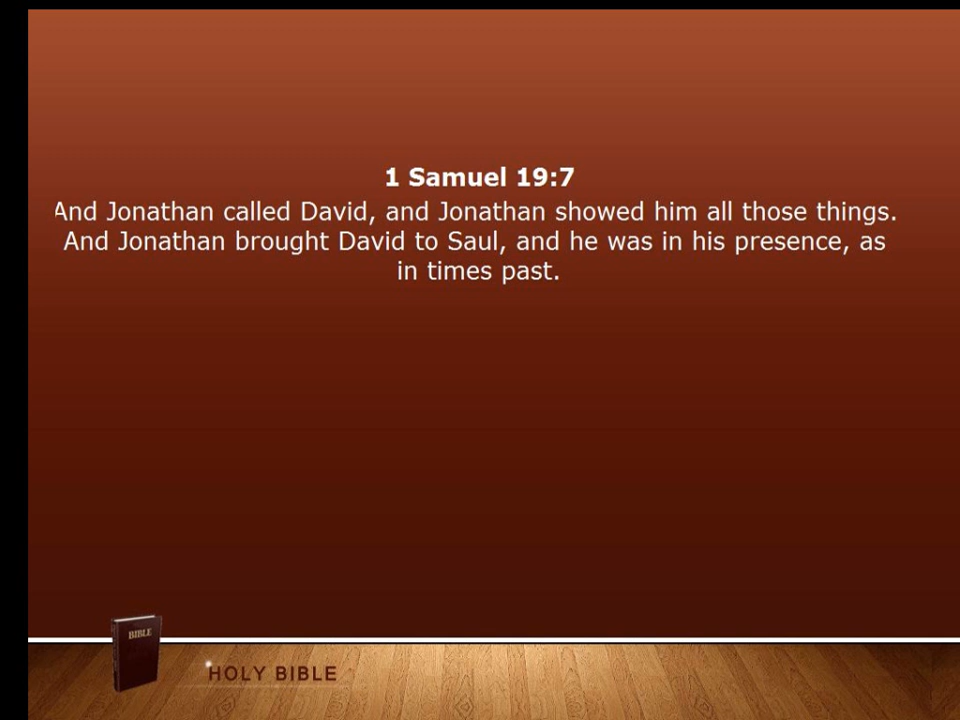 1 Samuel 19:7
And Jonathan called David, and Jonathan showed him all those things.
And Jonathan brought David to Saul, and he was in his presence, as
in times past.
BIBLE
HOLY BIBLE